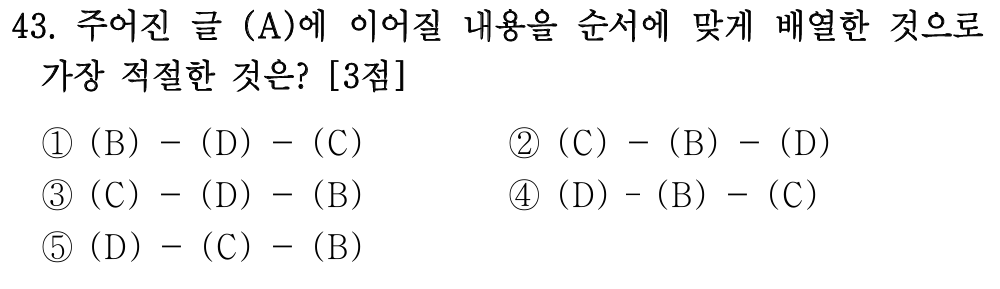 43. 주어진 글 (A)에 이어질 내용을 순서에 맞게 배열한 것으로
가장 적절한 것은? [3점]
① (B) - (D) - (C) ② (C) - (B) - (D)
③ (C) - (D) - (B) ④ (D) - (B) - (C)
⑤ (D) - (C) - (B)